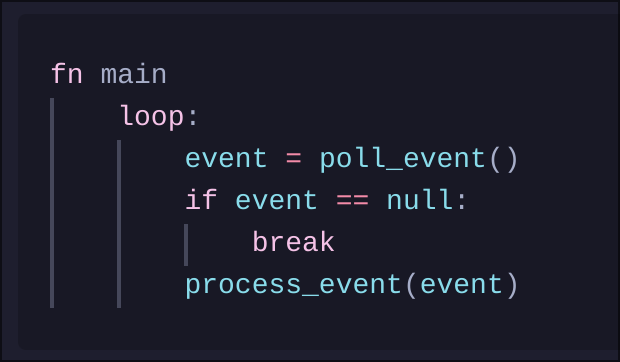 fn main
loop:
event = poll_event()
if event == null:
break
process_event(event)